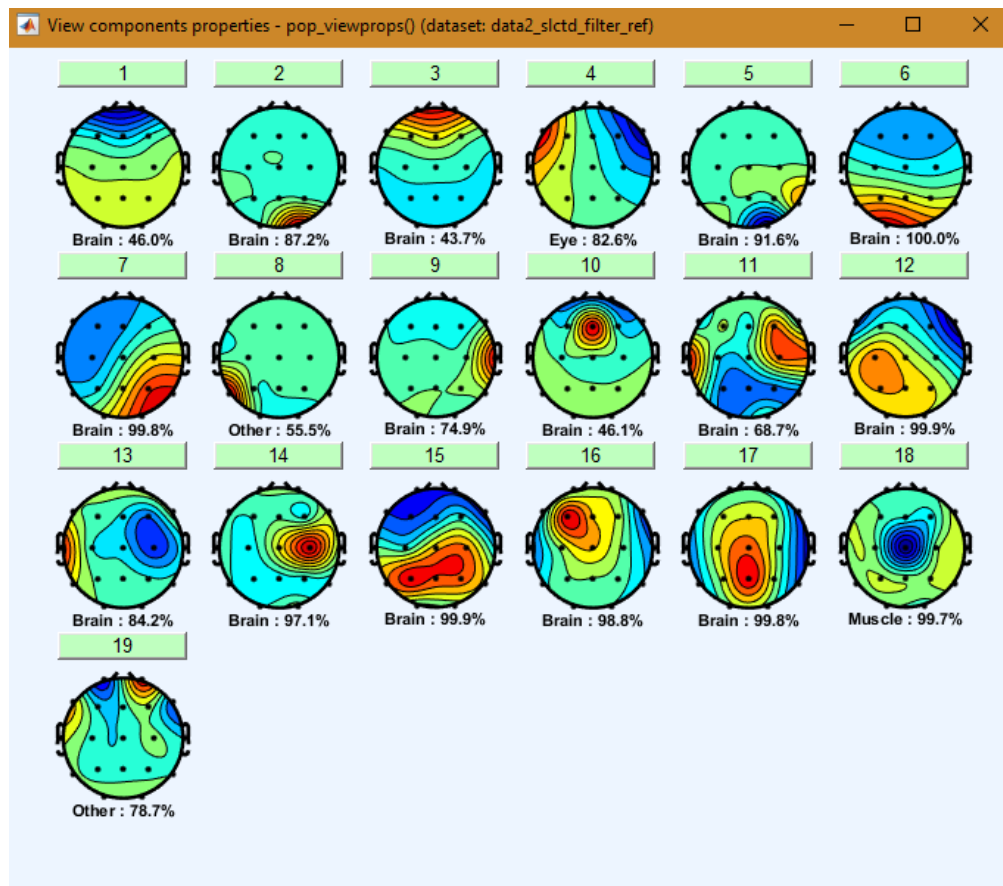 View components properties - pop_viewprops() (dataset: data2_slctd_filter_ref)
1 2 3 4 5 6
Brain : 46.0% Brain : 87.2% Brain : 43.7% Eye : 82.6% Brain : 91.6% Brain : 100.0%
7 8 9 10 11 12
Brain : 99.8% Other : 55.5% Brain : 74.9% Brain : 46.1% Brain : 68.7% Brain : 99.9%
13 14 15 16 17 18
Brain : 84.2% Brain : 97.1% Brain : 99.9% Brain : 98.8% Brain : 99.8% Muscle : 99.7%
19
Other : 78.7%